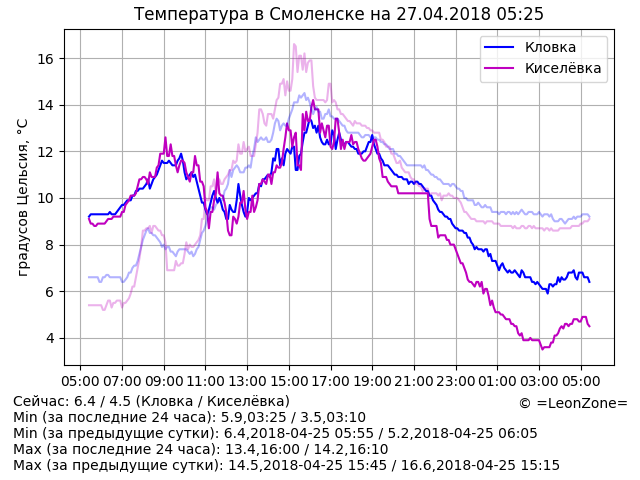 Температура в Смоленске на 27.04.2018 05:25
Кловка
Киселёвка
градусов Цельсия, °C
16
14
12
10
8
6
4
05:00 07:00 09:00 11:00 13:00 15:00 17:00 19:00 21:00 23:00 01:00 03:00 05:00
Сейчас: 6.4 / 4.5 (Кловка / Киселёвка)
© =LeonZone=
Min (за последние 24 часа): 5.9,03:25 / 3.5,03:10
Min (за предыдущие сутки): 6.4,2018-04-25 05:55 / 5.2,2018-04-25 06:05
Max (за последние 24 часа): 13.4,16:00 / 14.2,16:10
Max (за предыдущие сутки): 14.5,2018-04-25 15:45 / 16.6,2018-04-25 15:15